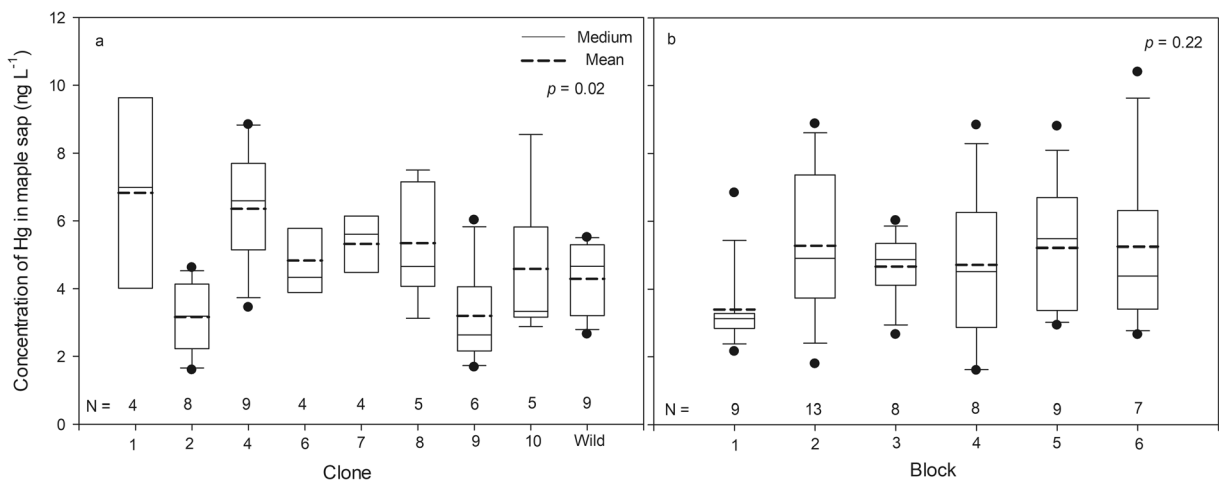 12
10
8
6
4
2
0
Concentration of Hg in maple sap (ng L-1)
a
Medium
Mean
p = 0.02
N = 4 8 9 4 4 5 6 5 9
1 2 4 6 7 8 9 10 Wild
Clone
b
p = 0.22
N = 9 13 8 8 9 7
1 2 3 4 5 6
Block